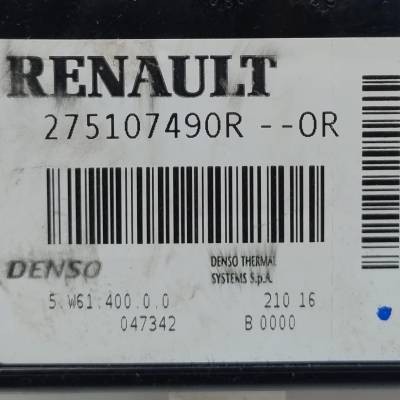 RENAULT
275107490R --OR
DENSO
DENSO THERMAL
SYSTEMS S.p.A.
5.W61.400.0.0
210 16
047342
B 0000